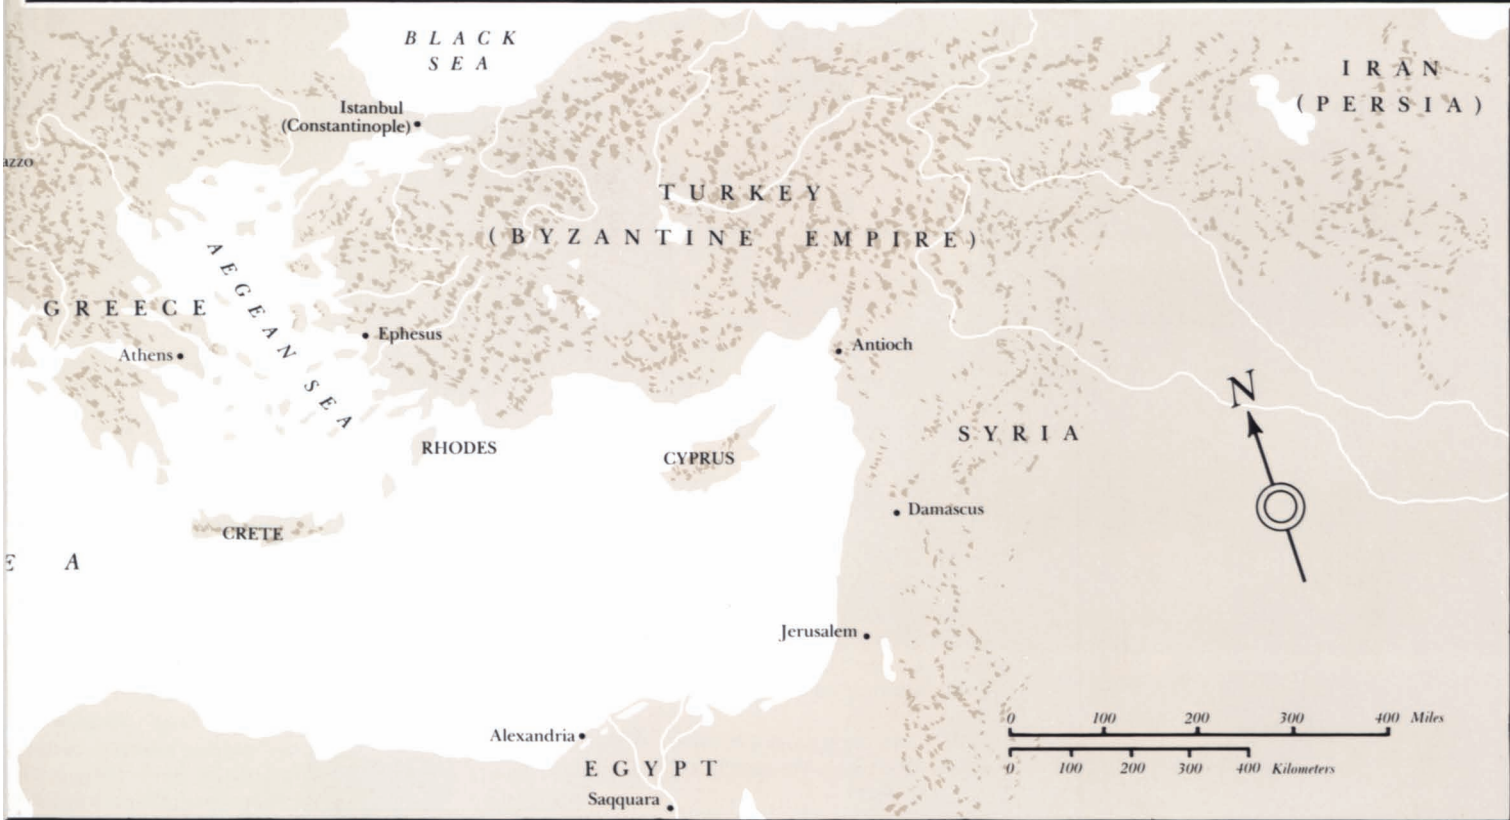 BLACK
SEA
IRAN
(PERSIA)
Istanbul
(Constantinople)
azzo
TURKEY
(BYZANTINE EMPIRE)
AEGEAN SEA
GREECE
Ephesus
Athens
Antioch
N
SYRIA
RHODES
CYPRUS
Damascus
CRETE
E A
Jerusalem
0 100 200 300 400 Miles
Alexandria
EGYPT
0 100 200 300 400 Kilometers
Saqquara